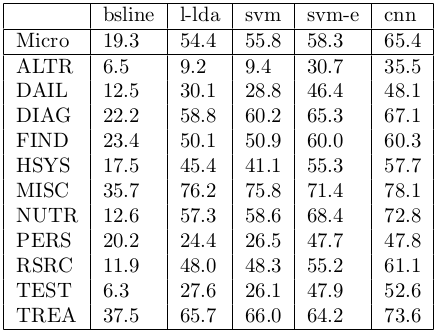 bsline l-lda svm svm-e cnn
Micro 19.3 54.4 55.8 58.3 65.4
ALTR 6.5 9.2 9.4 30.7 35.5
DAIL 12.5 30.1 28.8 46.4 48.1
DIAG 22.2 58.8 60.2 65.3 67.1
FIND 23.4 50.1 50.9 60.0 60.3
HSYS 17.5 45.4 41.1 55.3 57.7
MISC 35.7 76.2 75.8 71.4 78.1
NUTR 12.6 57.3 58.6 68.4 72.8
PERS 20.2 24.4 26.5 47.7 47.8
RSRC 11.9 48.0 48.3 55.2 61.1
TEST 6.3 27.6 26.1 47.9 52.6
TREA 37.5 65.7 66.0 64.2 73.6